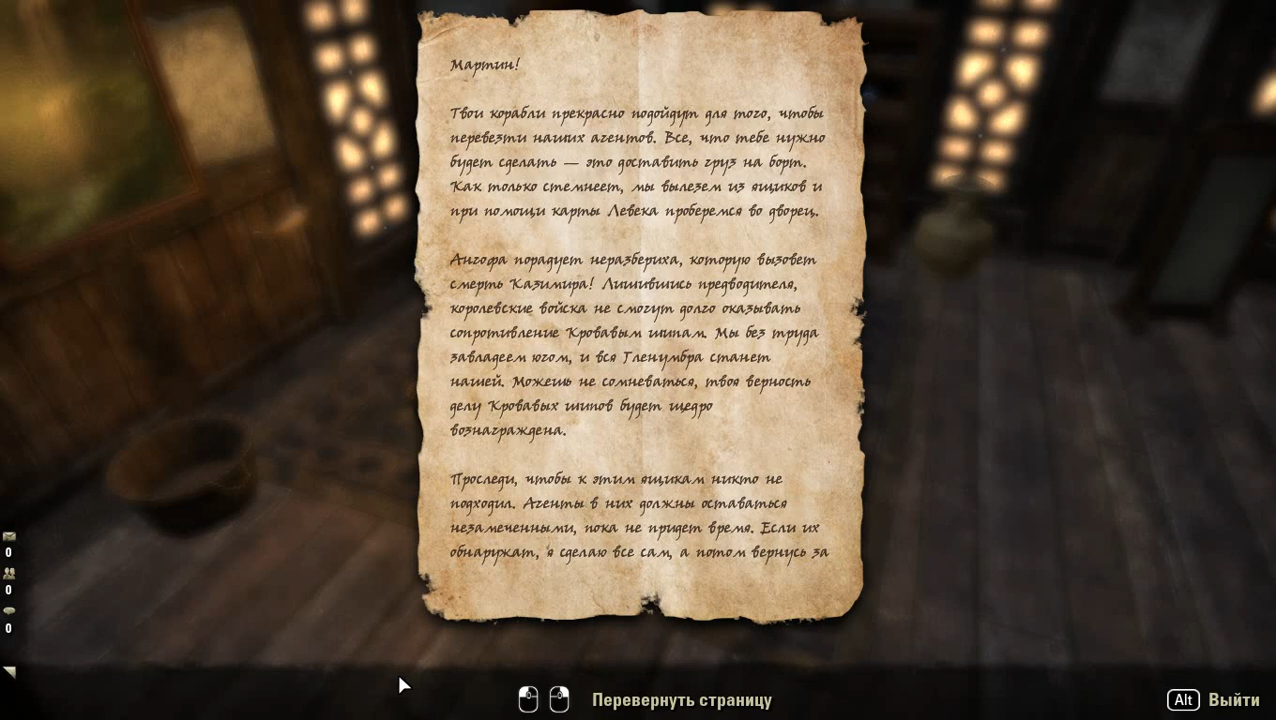 Мартин!
Твои корабли прекрасно подойдут для того, чтобы
перевезти наших агентов. Все, что тебе нужно
будет сделать — это доставить груз на борт.
Как только стемнеет, мы вылезем из ящиков и
при помощи карты Левека проберемся во дворец.
Ангофа порадует неразбериха, которую вызовет
смерть Казимира! Лишившись предводителя,
королевские войска не смогут долго оказывать
сопротивление Кровавым шипам. Мы без труда
завладеем югом, и вся Гленумбра станет
нашей. Можешь не сомневаться, твоя верность
делу Кровавых шипов будет щедро
вознаграждена.
Проследи, чтобы к этим ящикам никто не
подходил. Агенты в них должны оставаться
незамеченными, пока не придет время. Если их
обнаружат, я сделаю все сам, а потом вернусь за
0
0
0
Перевернуть страницу
Alt Выйти